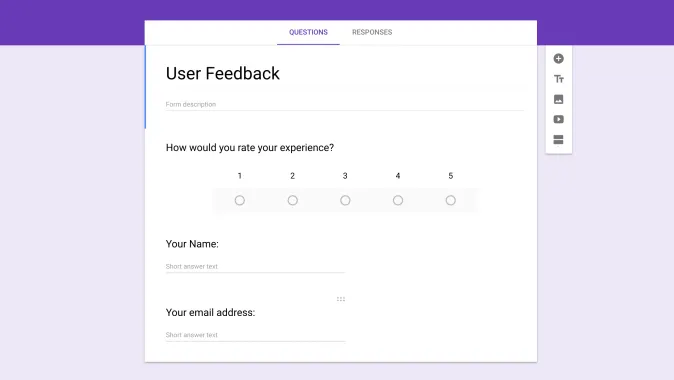 QUESTIONS RESPONSES
User Feedback
Form description
How would you rate your experience?
1 2 3 4 5
Your Name:
Short answer text
Your email address:
Short answer text